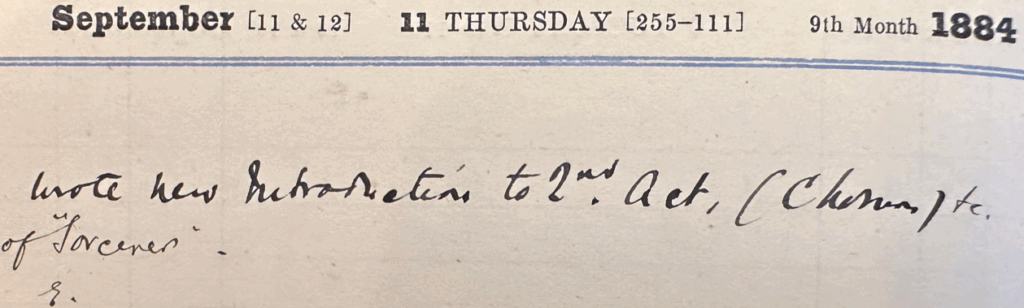 September [11 & 12] 11 THURSDAY [255–111] 9th Month 1884
Wrote new Introduction to 2nd. Act, (Chorus) &c.
of "Sorcerer".